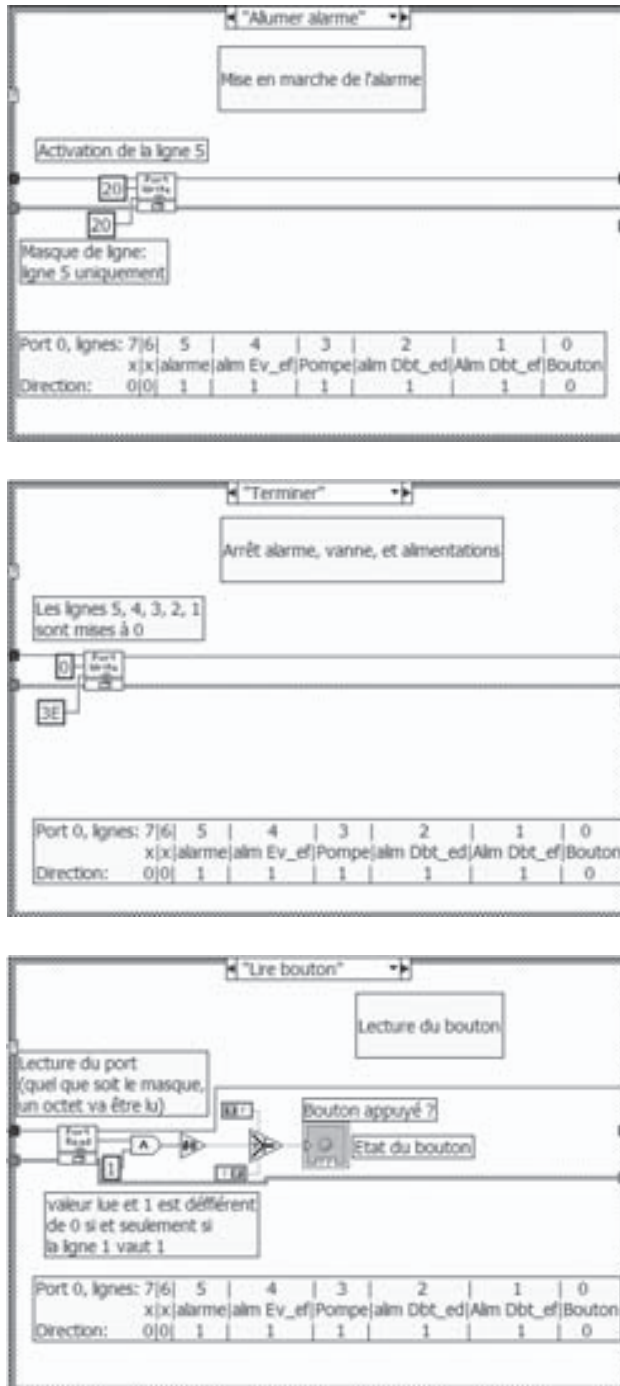 "Allumer alarme"
Mise en marche de l'alarme
Activation de la ligne 5
20
Port
Write
20
Masque de ligne:
ligne 5 uniquement
Port 0, lignes: 7|6| 5 | 4 | 3 | 2 | 1 | 0
x|x|alarme|alim Ev_ef|Pompe|alim Dbt_ed|Alim Dbt_ef|Bouton
Direction: 0|0| 1 | 1 | 1 | 1 | 1 | 0
"Terminer"
Arrêt alarme, vanne, et alimentations
Les lignes 5, 4, 3, 2, 1
sont mises à 0
0
Port
Write
3E
Port 0, lignes: 7|6| 5 | 4 | 3 | 2 | 1 | 0
x|x|alarme|alim Ev_ef|Pompe|alim Dbt_ed|Alim Dbt_ef|Bouton
Direction: 0|0| 1 | 1 | 1 | 1 | 1 | 0
"Lire bouton"
Lecture du bouton
Lecture du port
(quel que soit le masque,
un octet va être lu)
Port
Read
1
Bouton appuyé ?
Etat du bouton
valeur lue et 1 est défférent
de 0 si et seulement si
la ligne 1 vaut 1
Port 0, lignes: 7|6| 5 | 4 | 3 | 2 | 1 | 0
x|x|alarme|alim Ev_ef|Pompe|alim Dbt_ed|Alim Dbt_ef|Bouton
Direction: 0|0| 1 | 1 | 1 | 1 | 1 | 0